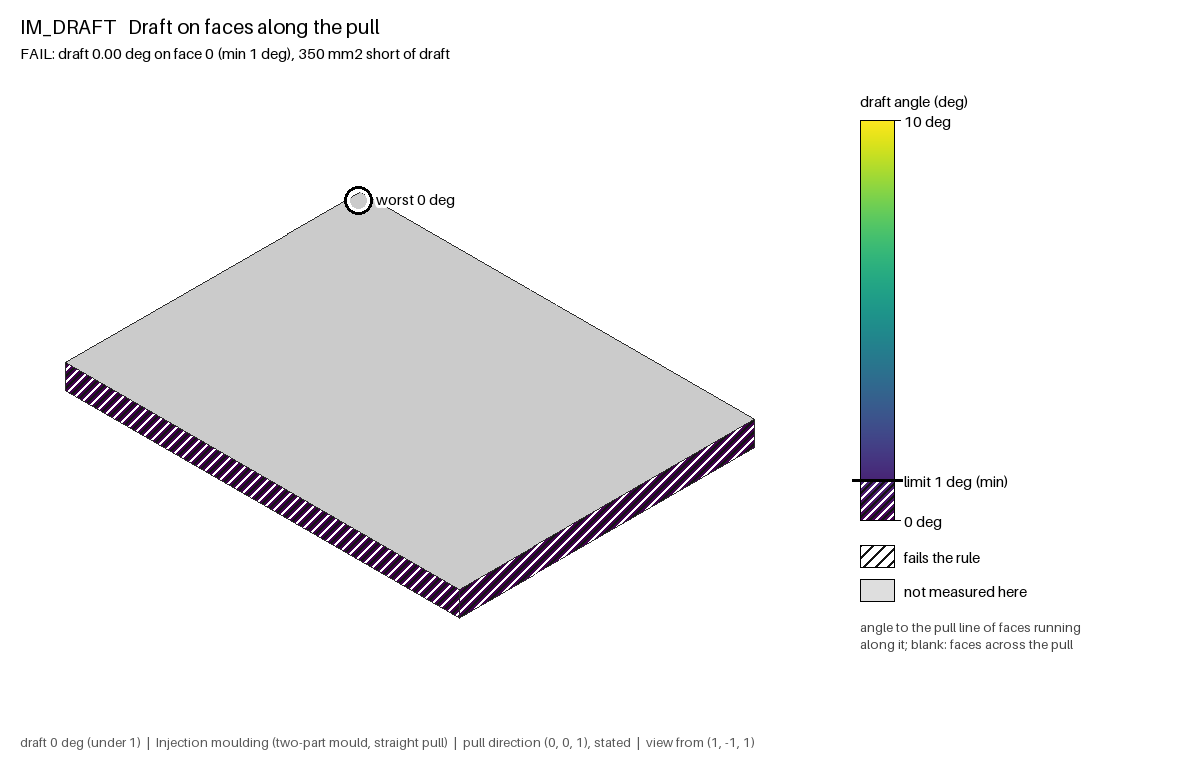 IM_DRAFT Draft on faces along the pull
FAIL: draft 0.00 deg on face 0 (min 1 deg), 350 mm2 short of draft
draft angle (deg)
10 deg
worst 0 deg
limit 1 deg (min)
0 deg
fails the rule
not measured here
angle to the pull line of faces running
along it; blank: faces across the pull
draft 0 deg (under 1) | Injection moulding (two-part mould, straight pull) | pull direction (0, 0, 1), stated | view from (1, -1, 1)